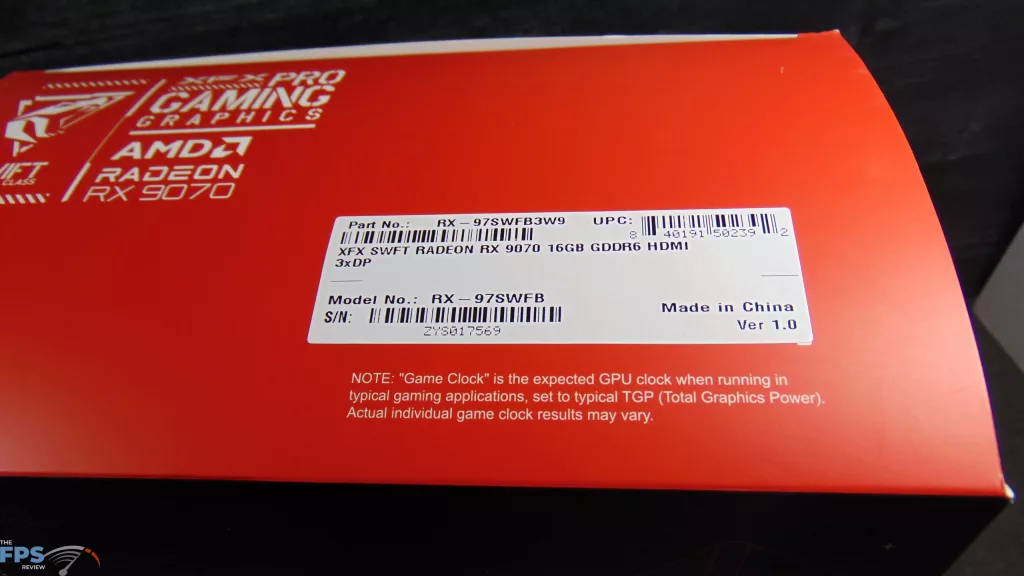 XFX PRO
GAMING
GRAPHICS
AMD
RADEON
RX 9070
CLASS
Part No.: RX-97SWFB3W9 UPC:
8 40191 50239 2
XFX SWFT RADEON RX 9070 16GB GDDR6 HDMI
3xDP
Model No.: RX-97SWFB
S/N:
ZYS017569
Made in China
Ver 1.0
NOTE: "Game Clock" is the expected GPU clock when running in
typical gaming applications, set to typical TGP (Total Graphics Power).
Actual individual game clock results may vary.
THE
FPS
REVIEW